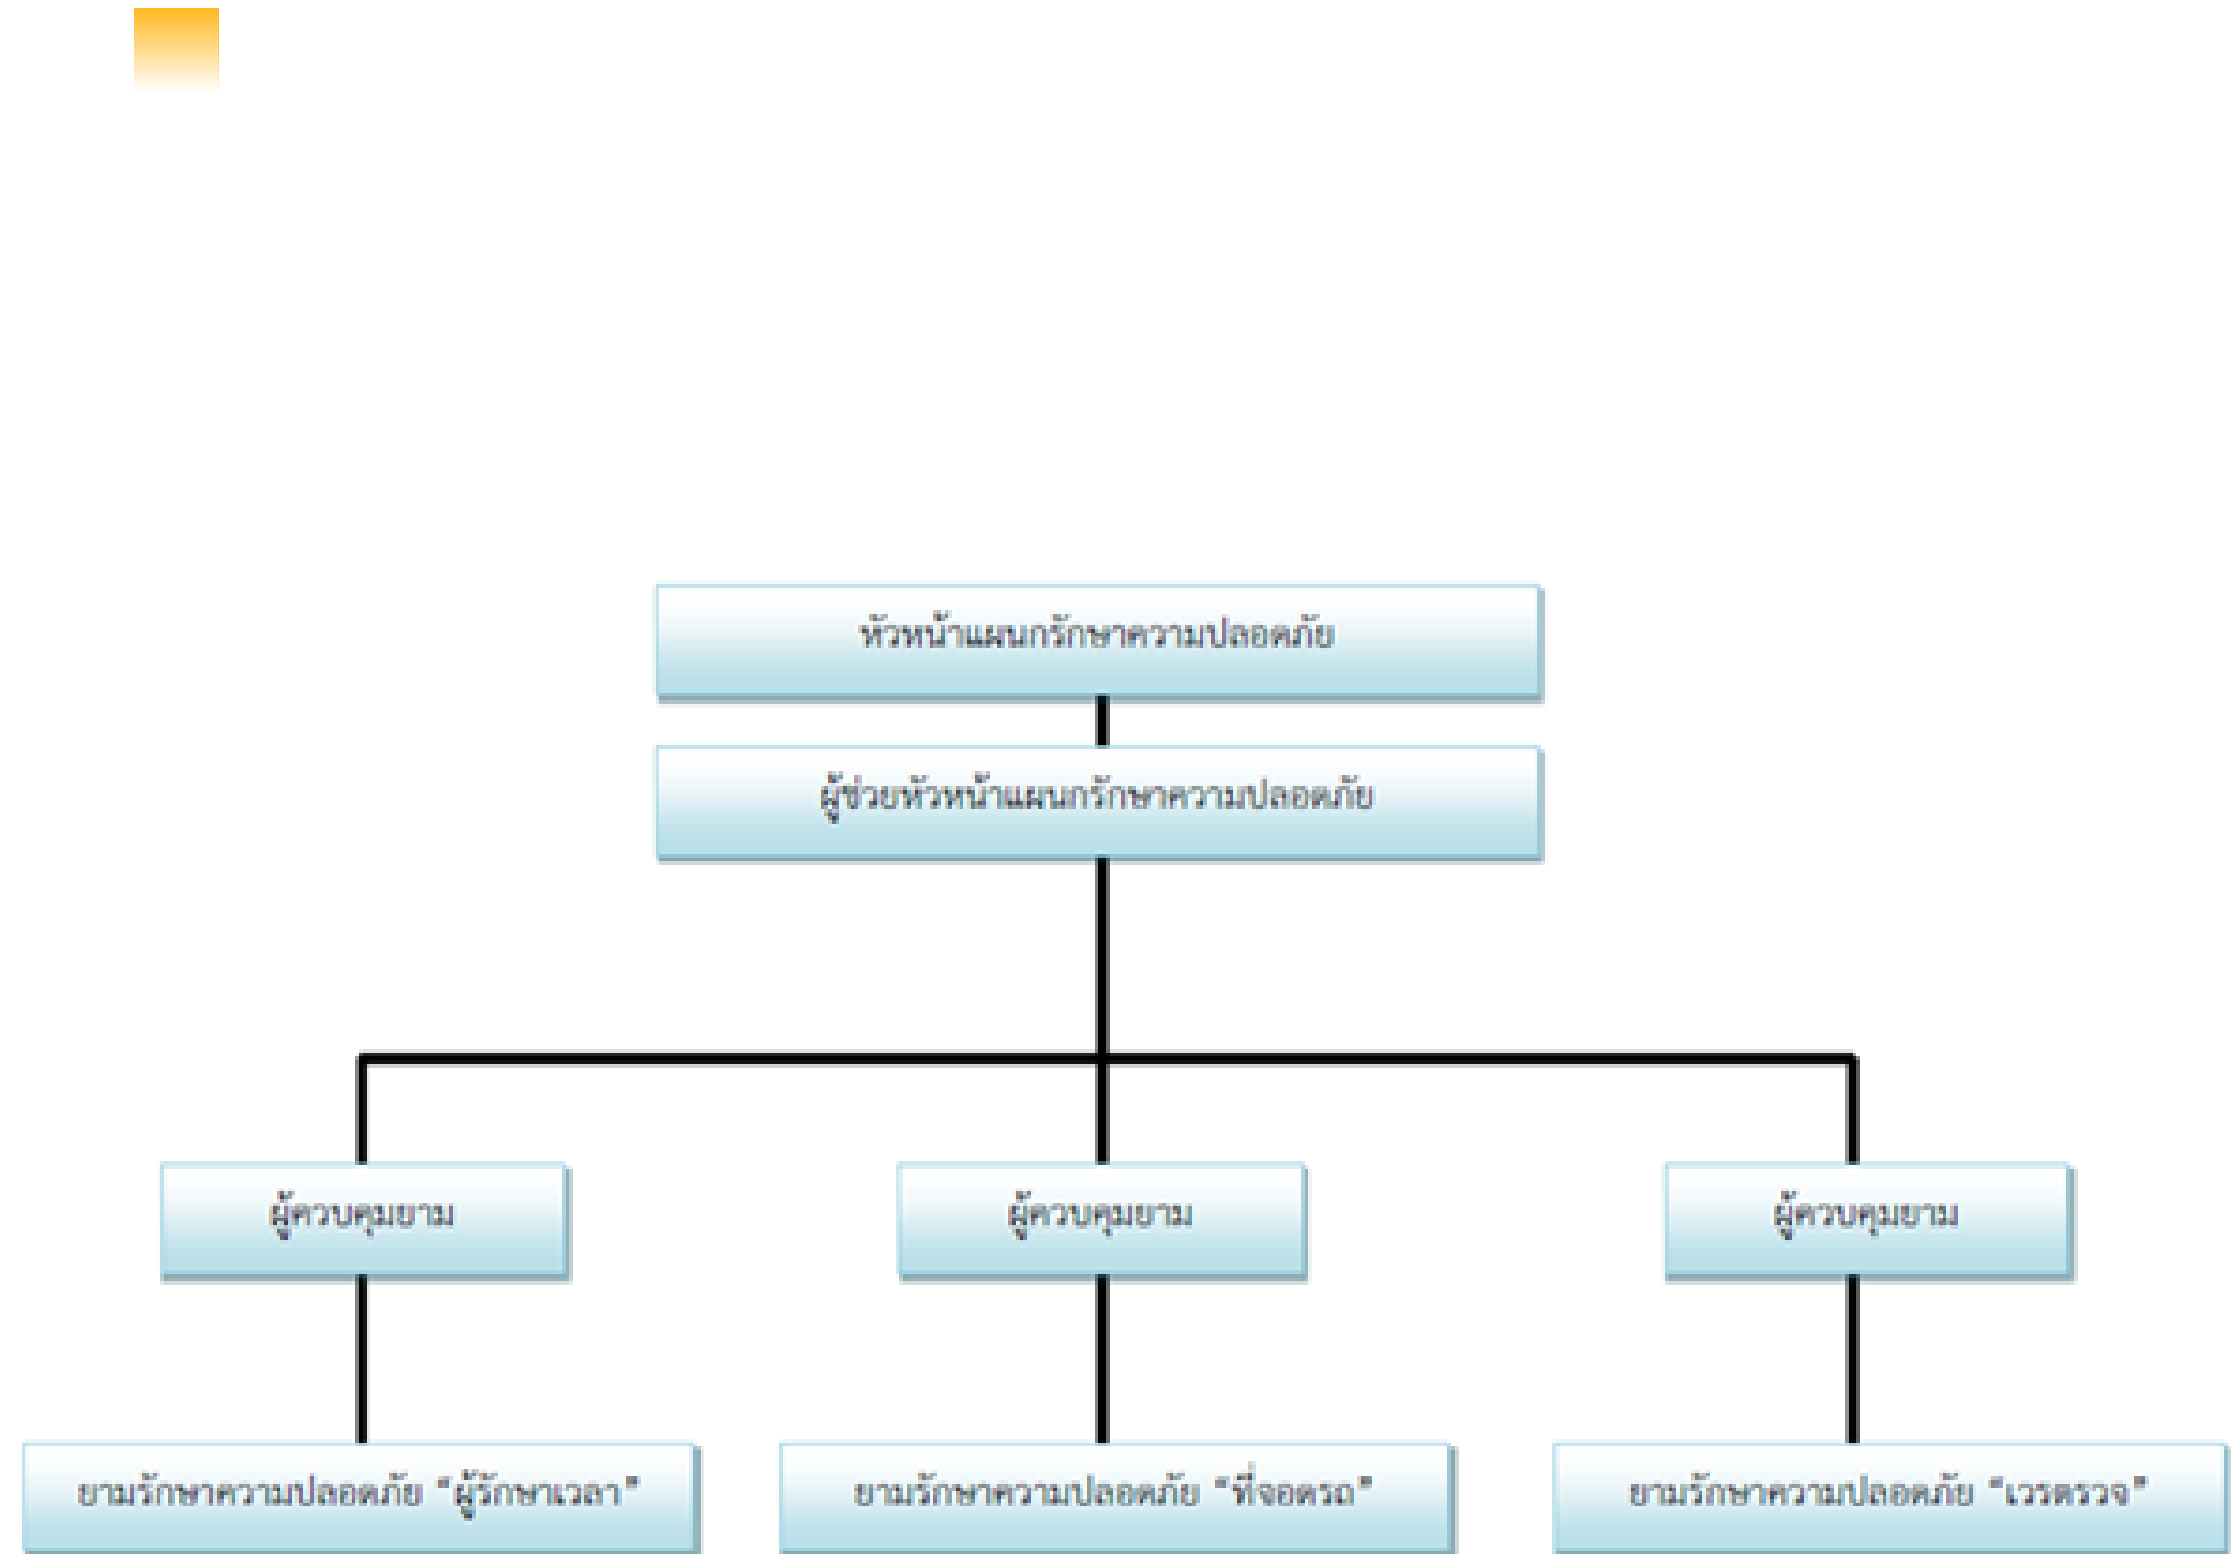 หัวหน้าแผนกรักษาความปลอดภัย
ผู้ช่วยหัวหน้าแผนกรักษาความปลอดภัย
ผู้ควบคุมยาม
ผู้ควบคุมยาม
ผู้ควบคุมยาม
ยามรักษาความปลอดภัย “ผู้รักษาเวลา”
ยามรักษาความปลอดภัย “ที่จอดรถ”
ยามรักษาความปลอดภัย “เวรตรวจ”